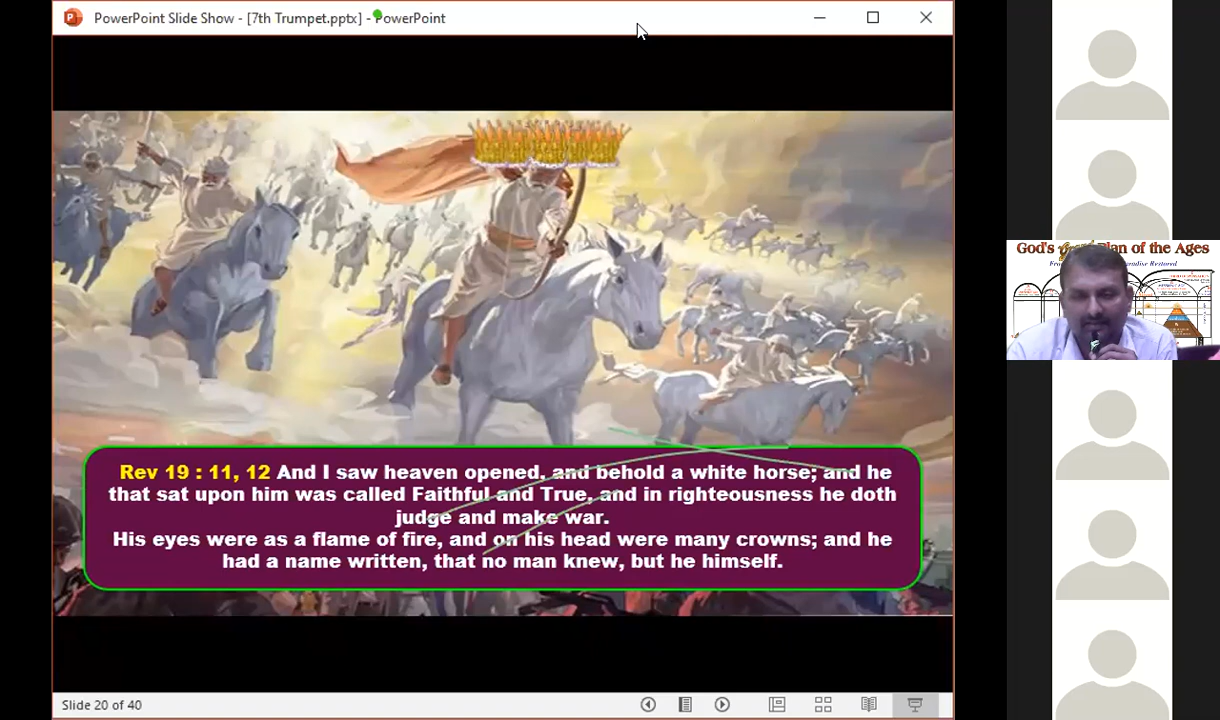 PowerPoint Slide Show - [7th Trumpet.pptx] - PowerPoint
God's Plan of the Ages
Rev 19 : 11, 12 And I saw heaven opened, and behold a white horse; and he
that sat upon him was called Faithful and True, and in righteousness he doth
judge and make war.
His eyes were as a flame of fire, and on his head were many crowns; and he
had a name written, that no man knew, but he himself.
Slide 20 of 40